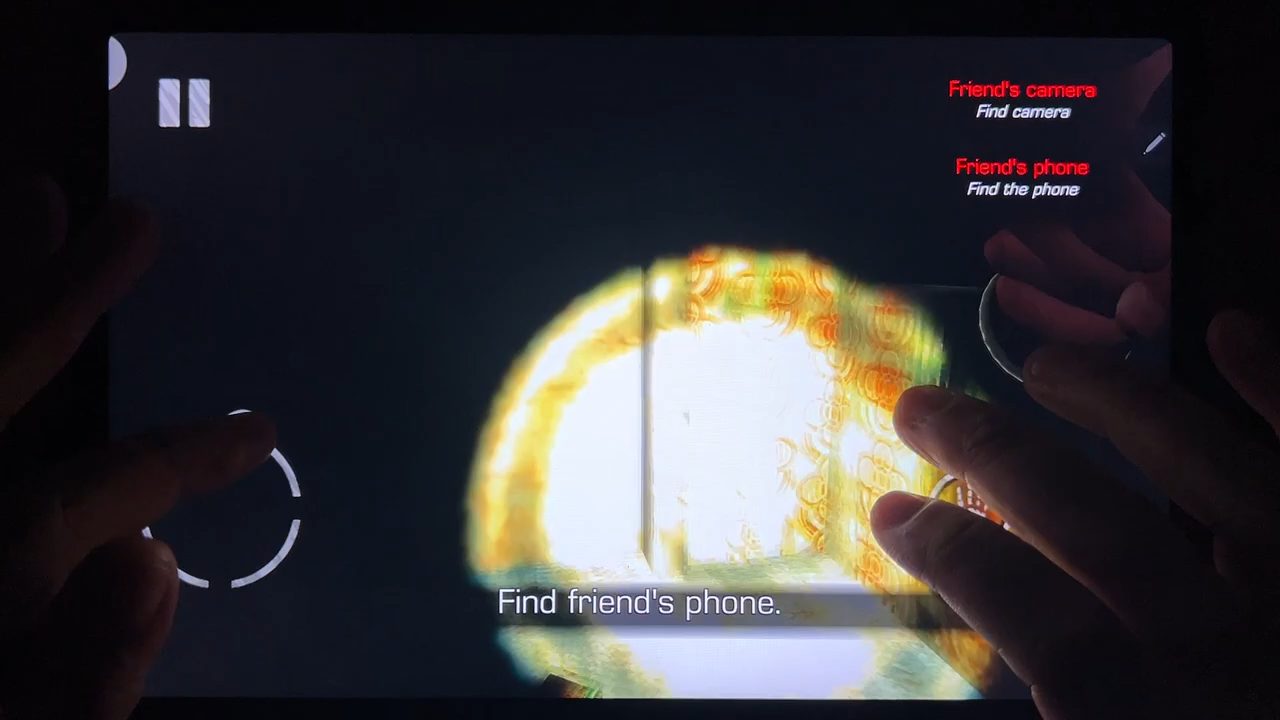 Friend's camera
Find camera
Friend's phone
Find the phone
Find friend's phone.